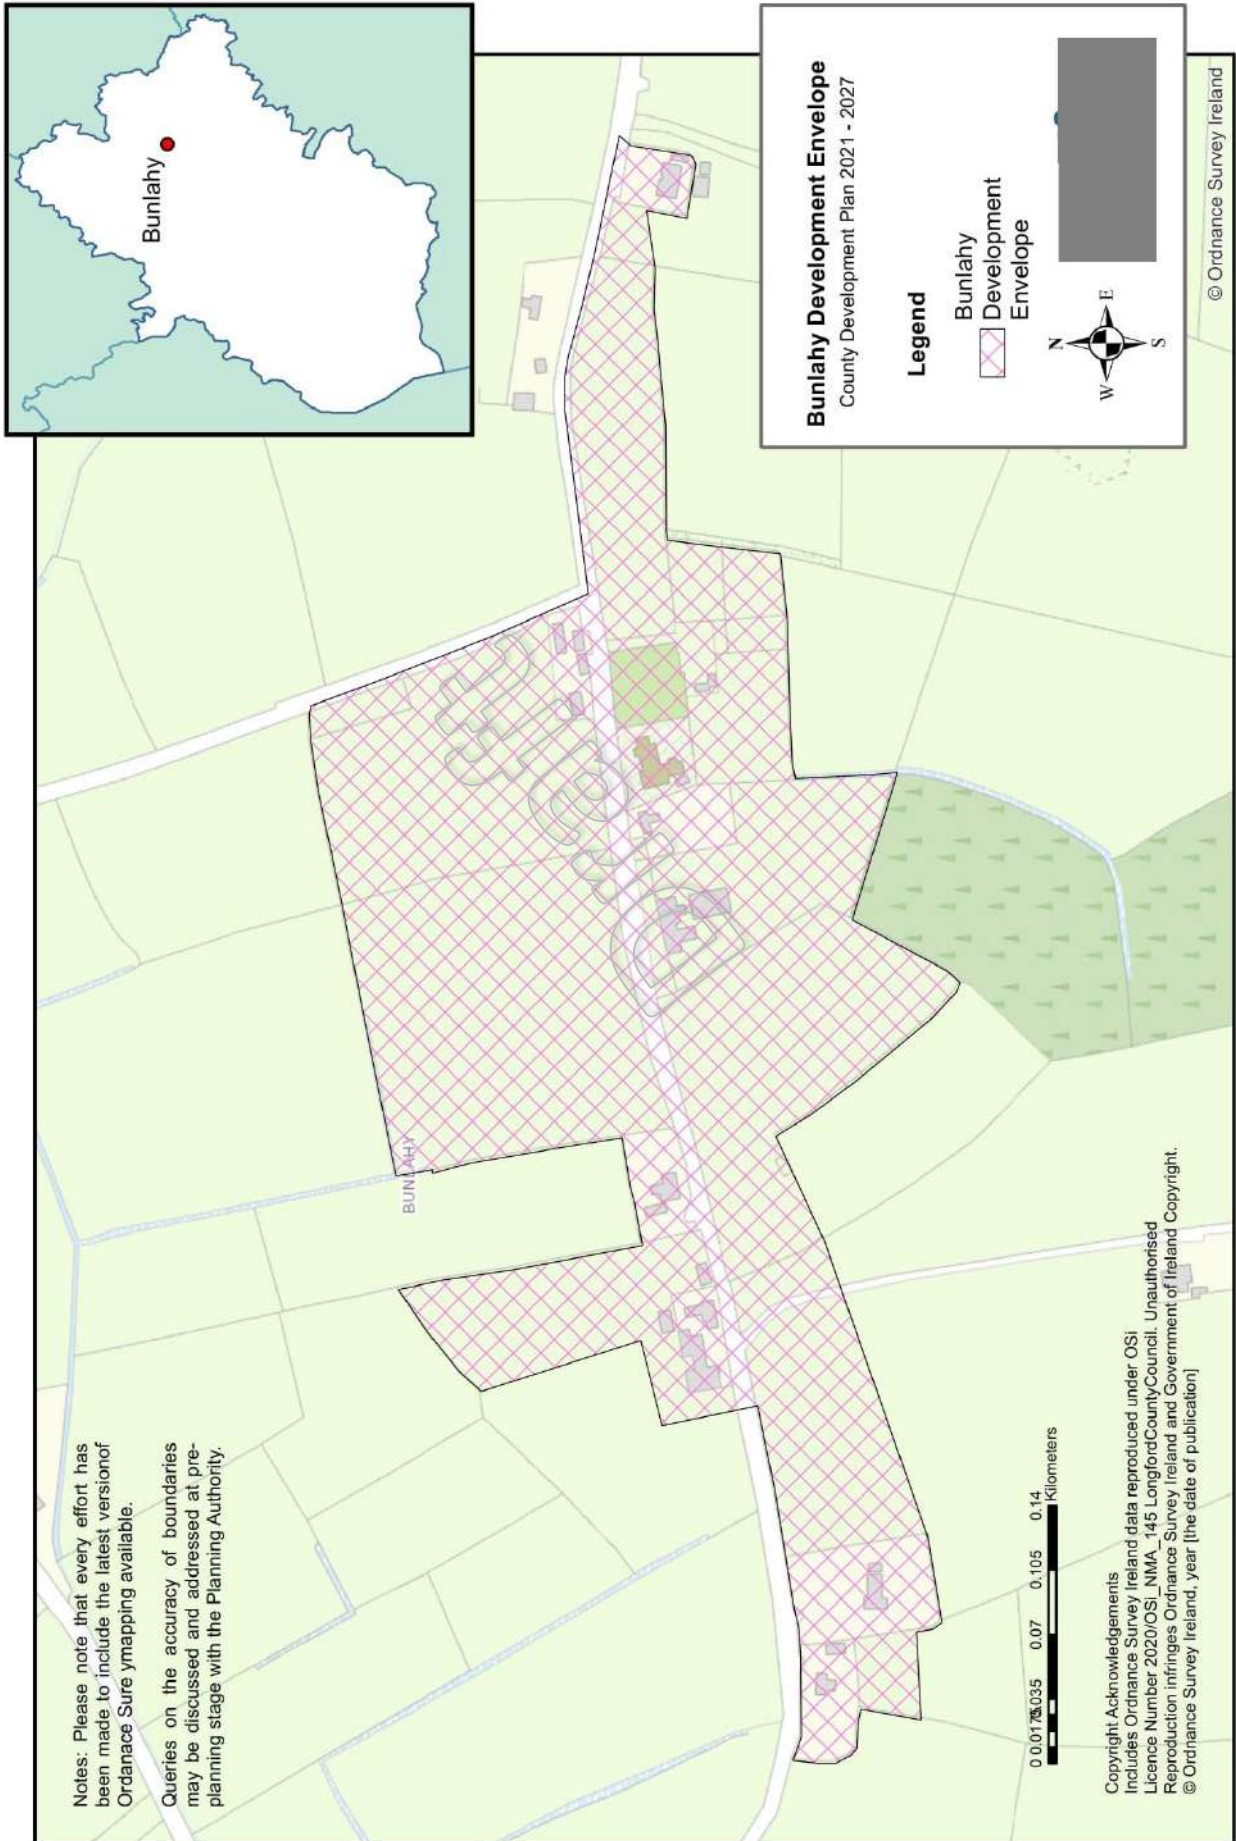 Bunlahy
Notes: Please note that every effort has
been made to include the latest versionof
Ordanace Sure ymapping available.
Queries on the accuracy of boundaries
may be discussed and addressed at pre-
planning stage with the Planning Authority.
BUNLAHY
Bunlahy Development Envelope
County Development Plan 2021 - 2027
Legend
Bunlahy
Development
Envelope
N
W E
S
0 0.0175 0.035 0.07 0.105 0.14
Kilometers
Copyright Acknowledgements
Includes Ordnance Survey Ireland data reproduced under OSi
Licence Number 2020/OSi_NMA_145 LongfordCountyCouncil. Unauthorised
Reproduction infringes Ordnance Survey Ireland and Government of Ireland Copyright.
© Ordnance Survey Ireland, year [the date of publication]
© Ordnance Survey Ireland